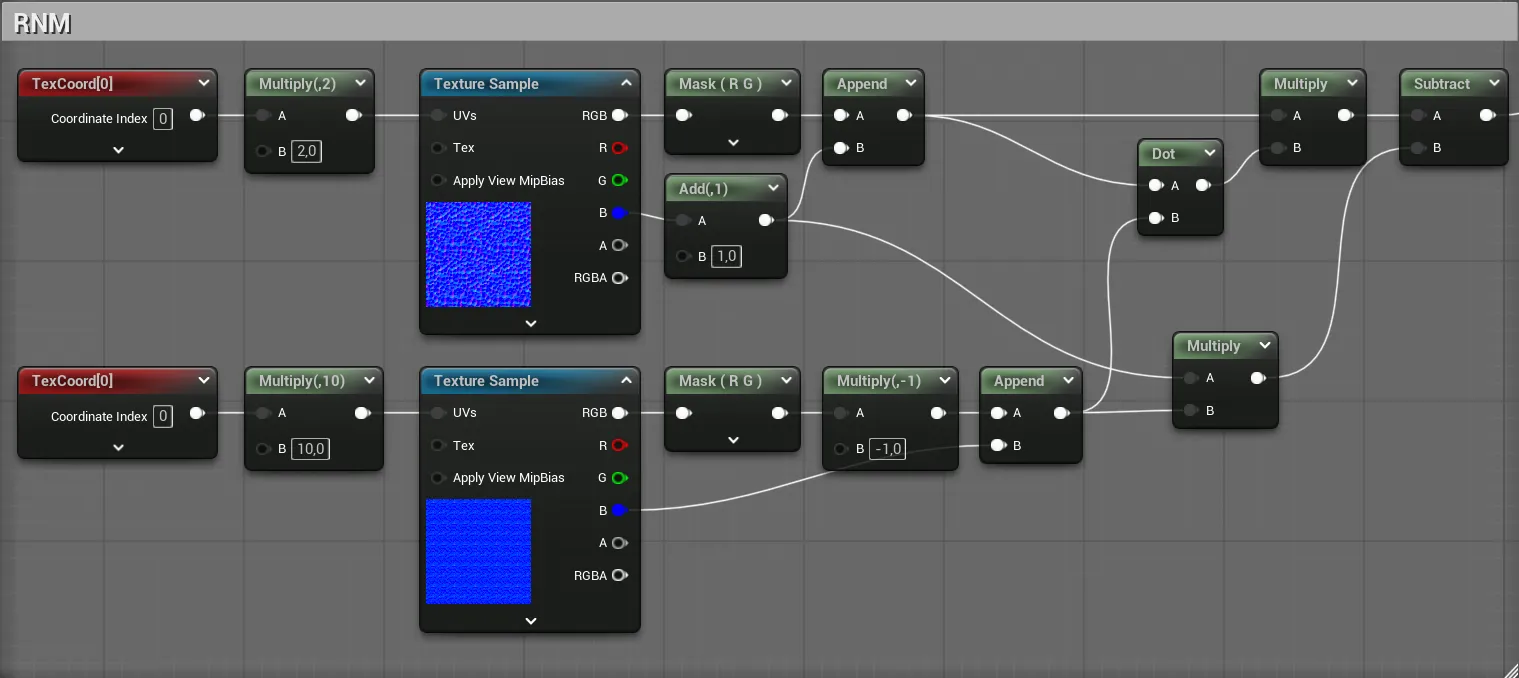 RNM
TexCoord[0]
Coordinate Index 0
Multiply(,2)
A
B 2,0
Texture Sample
UVs RGB
Tex R
Apply View MipBias G
B
A
RGBA
Mask ( R G )
Add(,1)
A
B 1,0
Append
A
B
Dot
A
B
Multiply
A
B
Subtract
A
B
TexCoord[0]
Coordinate Index 0
Multiply(,10)
A
B 10,0
Texture Sample
UVs RGB
Tex R
Apply View MipBias G
B
A
RGBA
Mask ( R G )
Multiply(,-1)
A
B -1,0
Append
A
B
Multiply
A
B